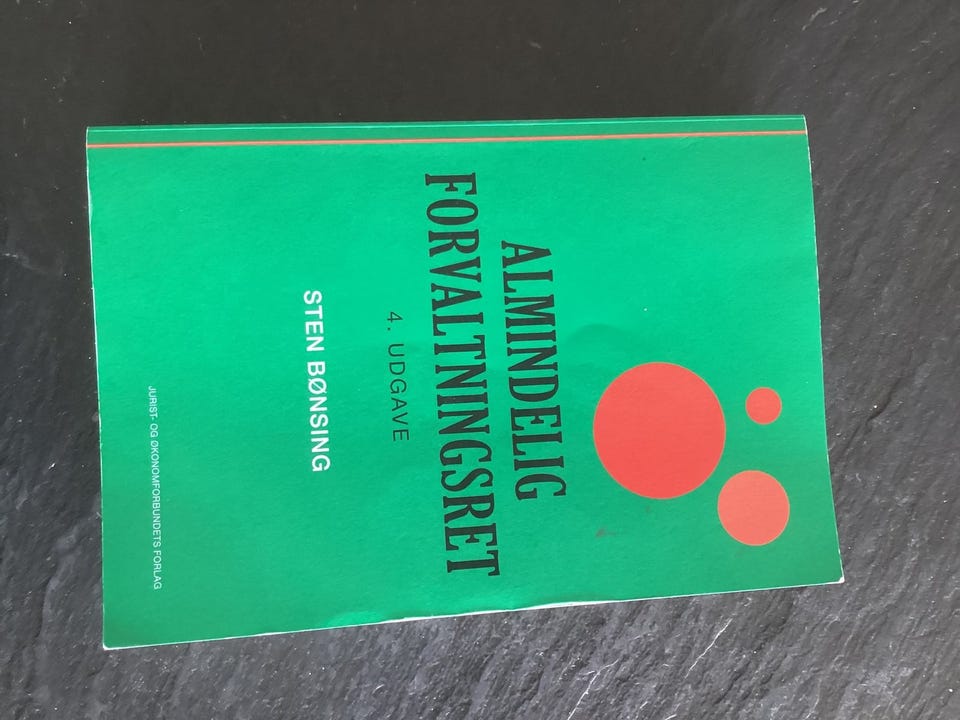 ALMINDELIG
FORVALTNINGSRET
4. UDGAVE
STEN BØNSING
JURIST- OG ØKONOMFORBUNDETS FORLAG